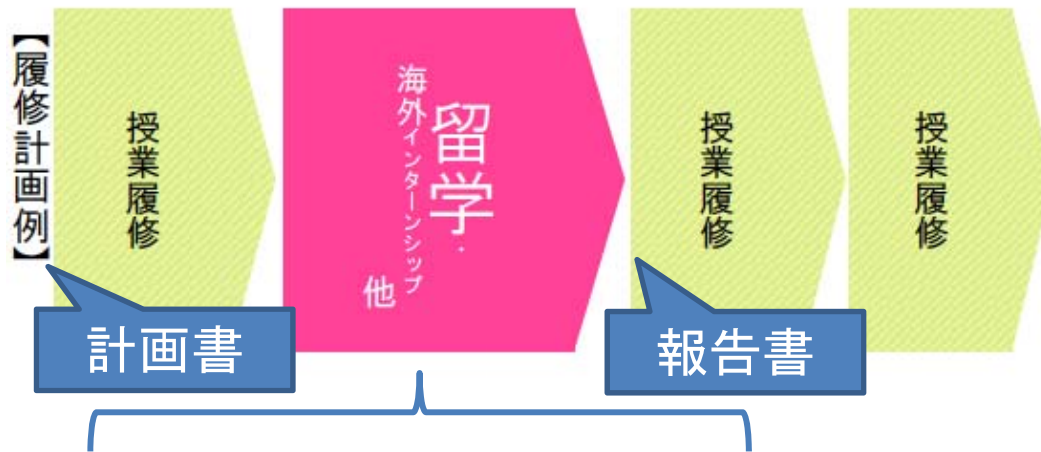 【履修計画例】
授業履修
留学・
海外インターンシップ
他
授業履修
授業履修
計画書
報告書